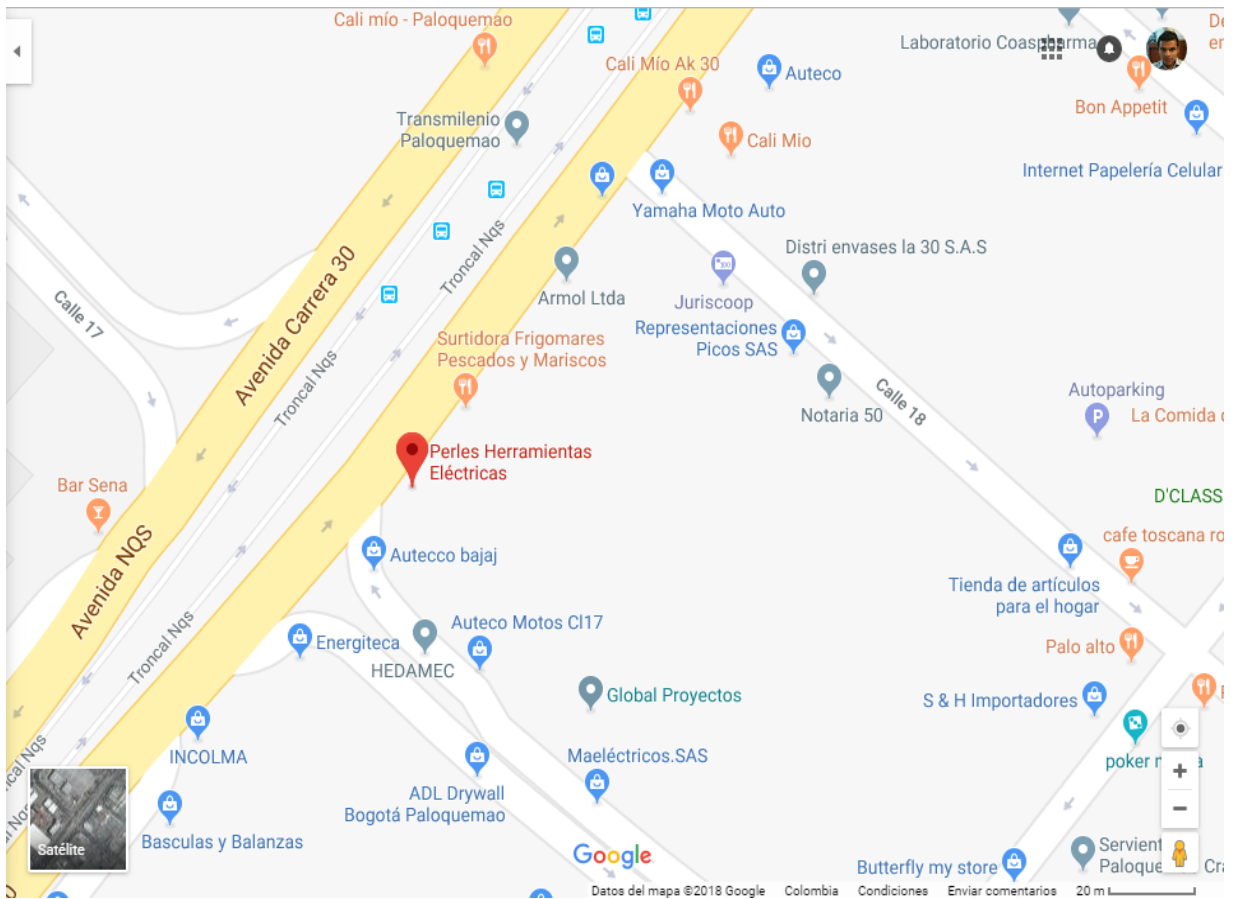 Cali mío - Paloquemao
Cali Mío Ak 30
Auteco
Laboratorio Coaspharma
Bon Appetit
Transmilenio
Paloquemao
Cali Mio
Internet Papelería Celular
Yamaha Moto Auto
Troncal Nqs
Distri envases la 30 S.A.S
Avenida Carrera 30
Armol Ltda
Juriscoop
Calle 17
Representaciones
Picos SAS
Surtidora Frigomares
Pescados y Mariscos
Troncal Nqs
Calle 18
Notaria 50
Autoparking
La Comida
Perles Herramientas
Eléctricas
Bar Sena
D'CLASS
cafe toscana
Avenida NQS
Autecco bajaj
Tienda de artículos
para el hogar
Troncal Nqs
Auteco Motos Cl17
Energiteca
HEDAMEC
Palo alto
Global Proyectos
S & H Importadores
INCOLMA
Maeléctricos.SAS
poker
ADL Drywall
Bogotá Paloquemao
Satélite
Basculas y Balanzas
Google
Butterfly my store
Datos del mapa ©2018 Google Colombia Condiciones Enviar comentarios 20 m